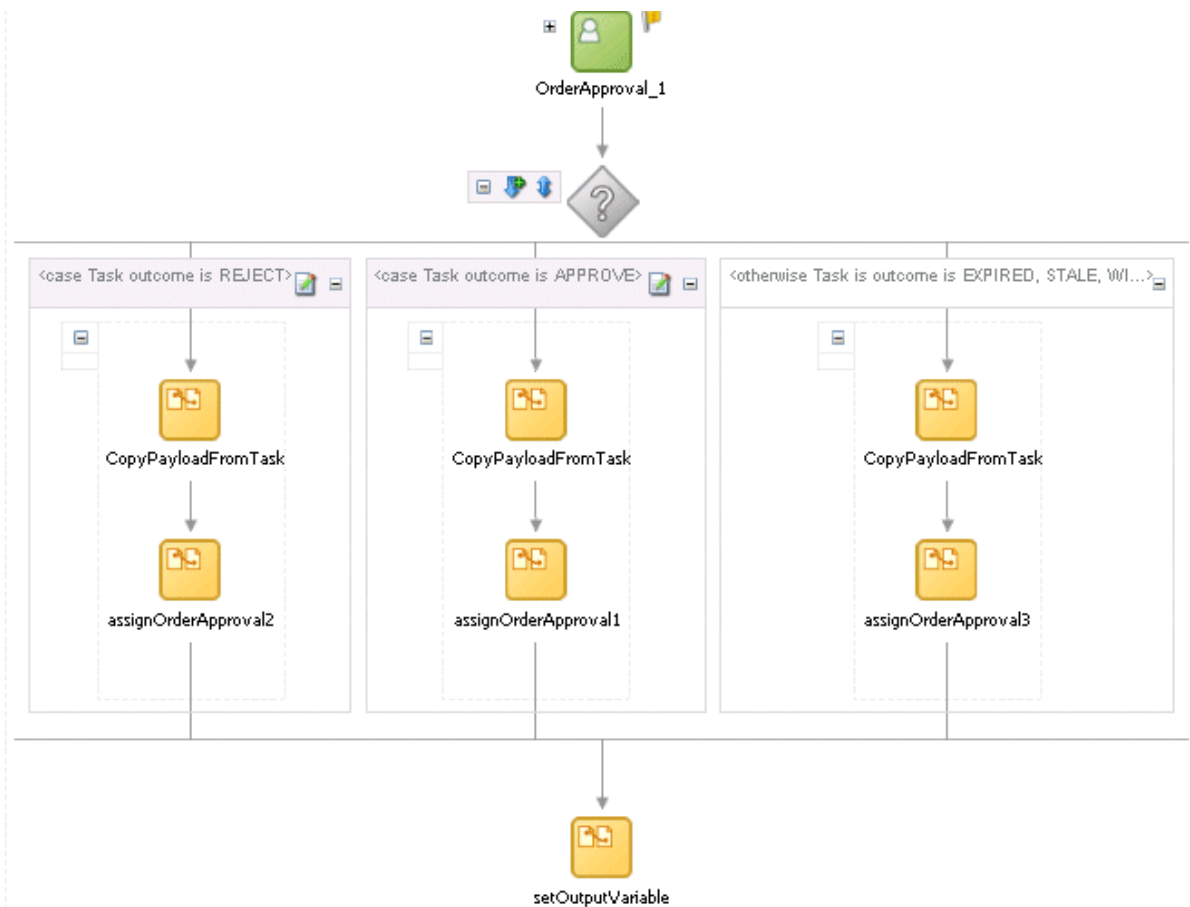 OrderApproval_1
?
<case Task outcome is REJECT>
<case Task outcome is APPROVE>
<otherwise Task is outcome is EXPIRED, STALE, WI...>
CopyPayloadFromTask
CopyPayloadFromTask
CopyPayloadFromTask
assignOrderApproval2
assignOrderApproval1
assignOrderApproval3
setOutputVariable